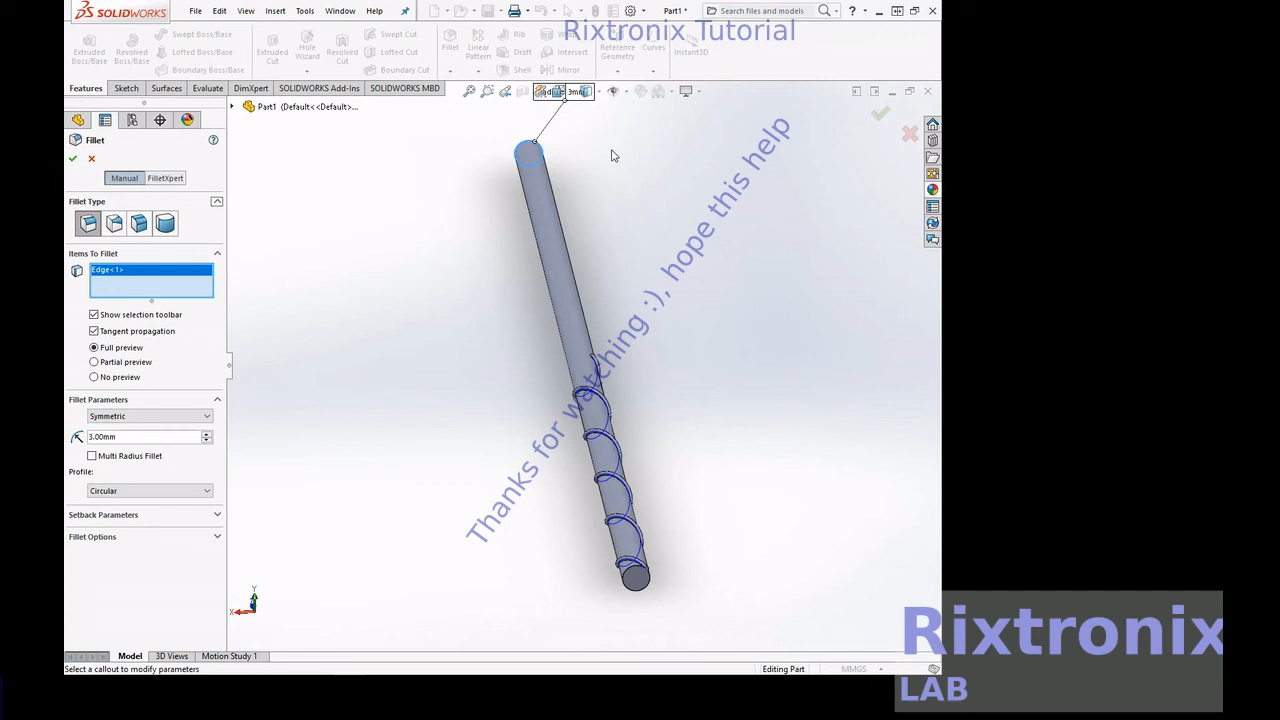 SOLIDWORKS
File Edit View Insert Tools Window Help
Part1 *
Search files and models
Rixtronix Tutorial
Extruded Boss/Base
Revolved Boss/Base
Swept Boss/Base
Lofted Boss/Base
Boundary Boss/Base
Extruded Cut
Hole Wizard
Revolved Cut
Swept Cut
Lofted Cut
Boundary Cut
Fillet
Linear Pattern
Rib
Draft
Shell
Intersect
Mirror
Reference Geometry
Curves
Instant3D
Features Sketch Surfaces Evaluate DimXpert SOLIDWORKS Add-Ins SOLIDWORKS MBD
Part1 (Default<<Default>...
Fillet
Manual FilletXpert
Fillet Type
Items To Fillet
Edge<1>
Show selection toolbar
Tangent propagation
Full preview
Partial preview
No preview
Fillet Parameters
Symmetric
3.00mm
Multi Radius Fillet
Profile:
Circular
Setback Parameters
Fillet Options
Thanks for watching :), hope this help
Y
X
Model 3D Views Motion Study 1
Select a callout to modify parameters
Editing Part
MMGS
Rixtronix
LAB